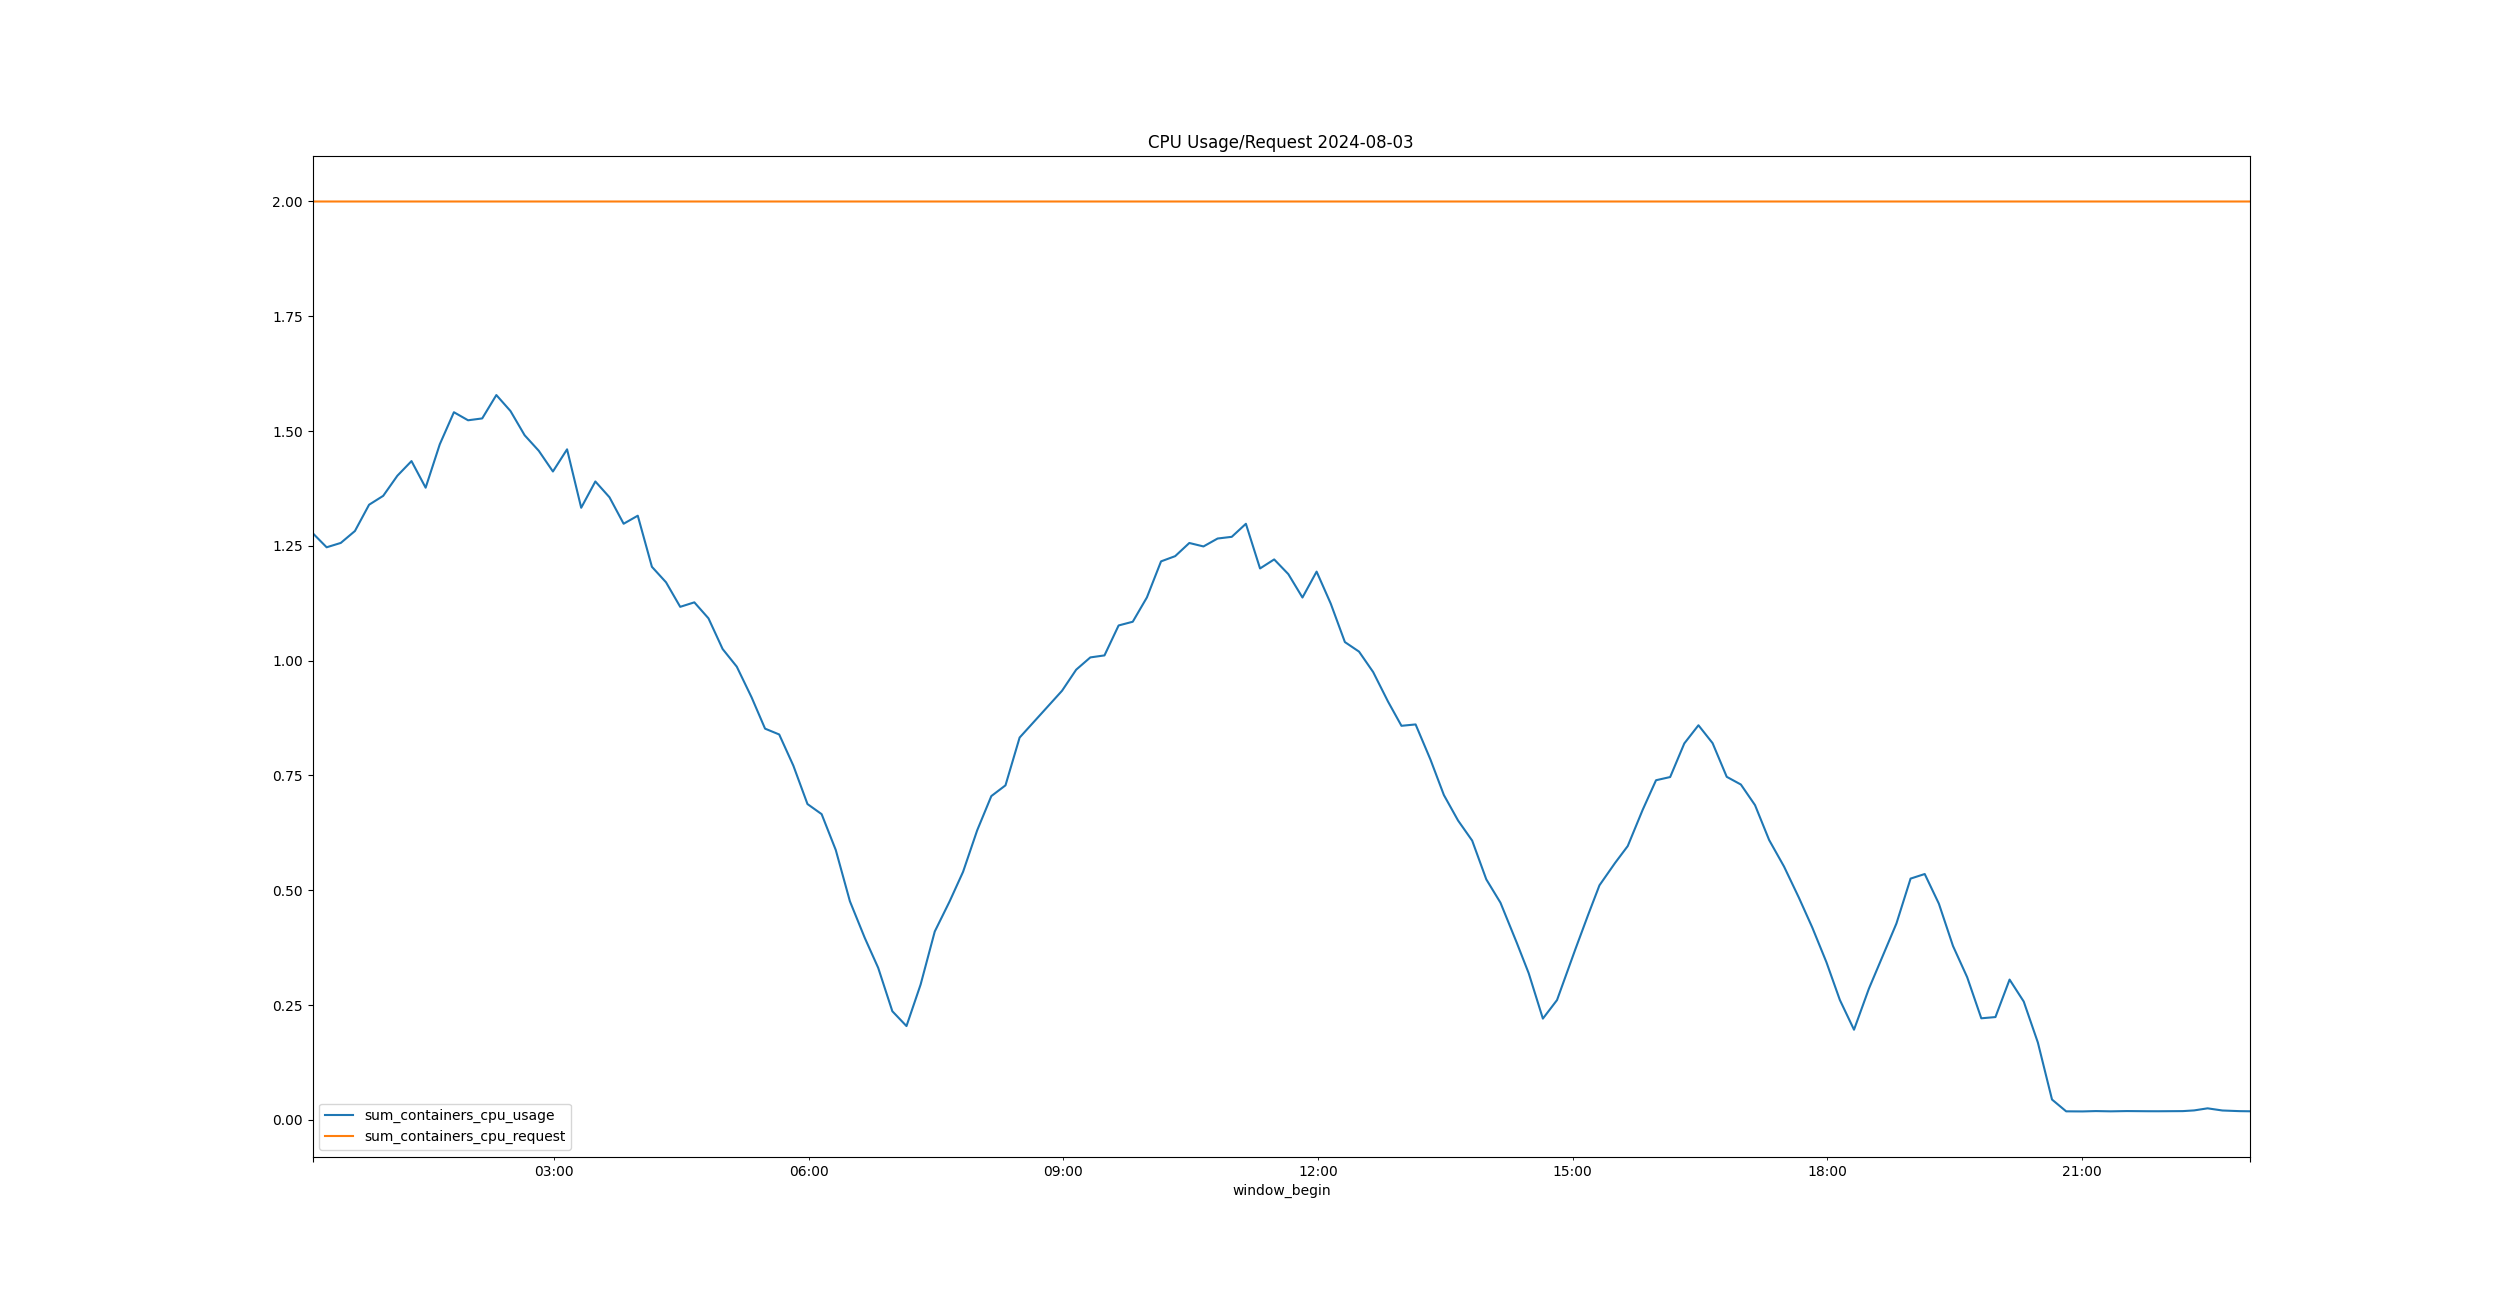 CPU Usage/Request 2024-08-03
2.00
1.75
1.50
1.25
1.00
0.75
0.50
0.25
0.00
sum_containers_cpu_usage
sum_containers_cpu_request
03:00 06:00 09:00 12:00 15:00 18:00 21:00
window_begin